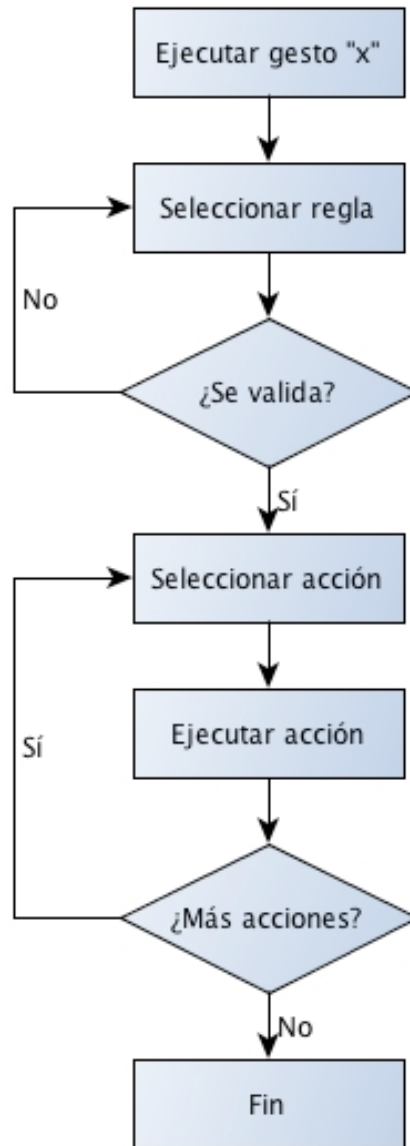 Ejecutar gesto "x"
Seleccionar regla
No
¿Se valida?
Sí
Seleccionar acción
Ejecutar acción
Sí
¿Más acciones?
No
Fin